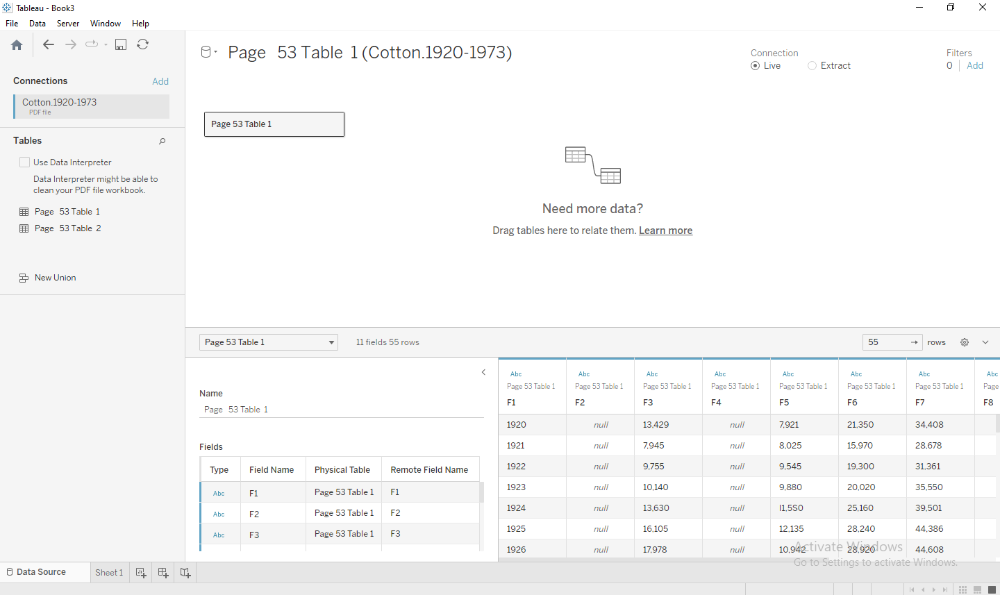 Tableau - Book3
File Data Server Window Help
Connections Add
Cotton.1920-1973
PDF file
Tables
Use Data Interpreter
Data Interpreter might be able to
clean your PDF file workbook.
Page 53 Table 1
Page 53 Table 2
New Union
Page 53 Table 1 (Cotton.1920-1973)
Connection
Live Extract
Filters
0 Add
Page 53 Table 1
Need more data?
Drag tables here to relate them. Learn more
Page 53 Table 1 11 fields 55 rows 55 rows
Name
Page 53 Table 1
Fields
Type Field Name Physical Table Remote Field Name
Abc F1 Page 53 Table 1 F1
Abc F2 Page 53 Table 1 F2
Abc F3 Page 53 Table 1 F3
Abc Abc Abc Abc Abc Abc Abc Abc
Page 53 Table 1 Page 53 Table 1 Page 53 Table 1 Page 53 Table 1 Page 53 Table 1 Page 53 Table 1 Page 53 Table 1 Page
F1 F2 F3 F4 F5 F6 F7 F8
1920 null 13,429 null 7,921 21,350 34,408
1921 null 7,945 null 8,025 15,970 28,678
1922 null 9,755 null 9,545 19,300 31,361
1923 null 10,140 null 9,880 20,020 35,550
1924 null 13,630 null I1,5S0 25,160 39,501
1925 null 16,105 null 12,135 28,240 44,386
1926 null 17,978 null 10,942 28,920 44,608
Activate Windows
Go to Settings to activate Windows.
Data Source Sheet 1